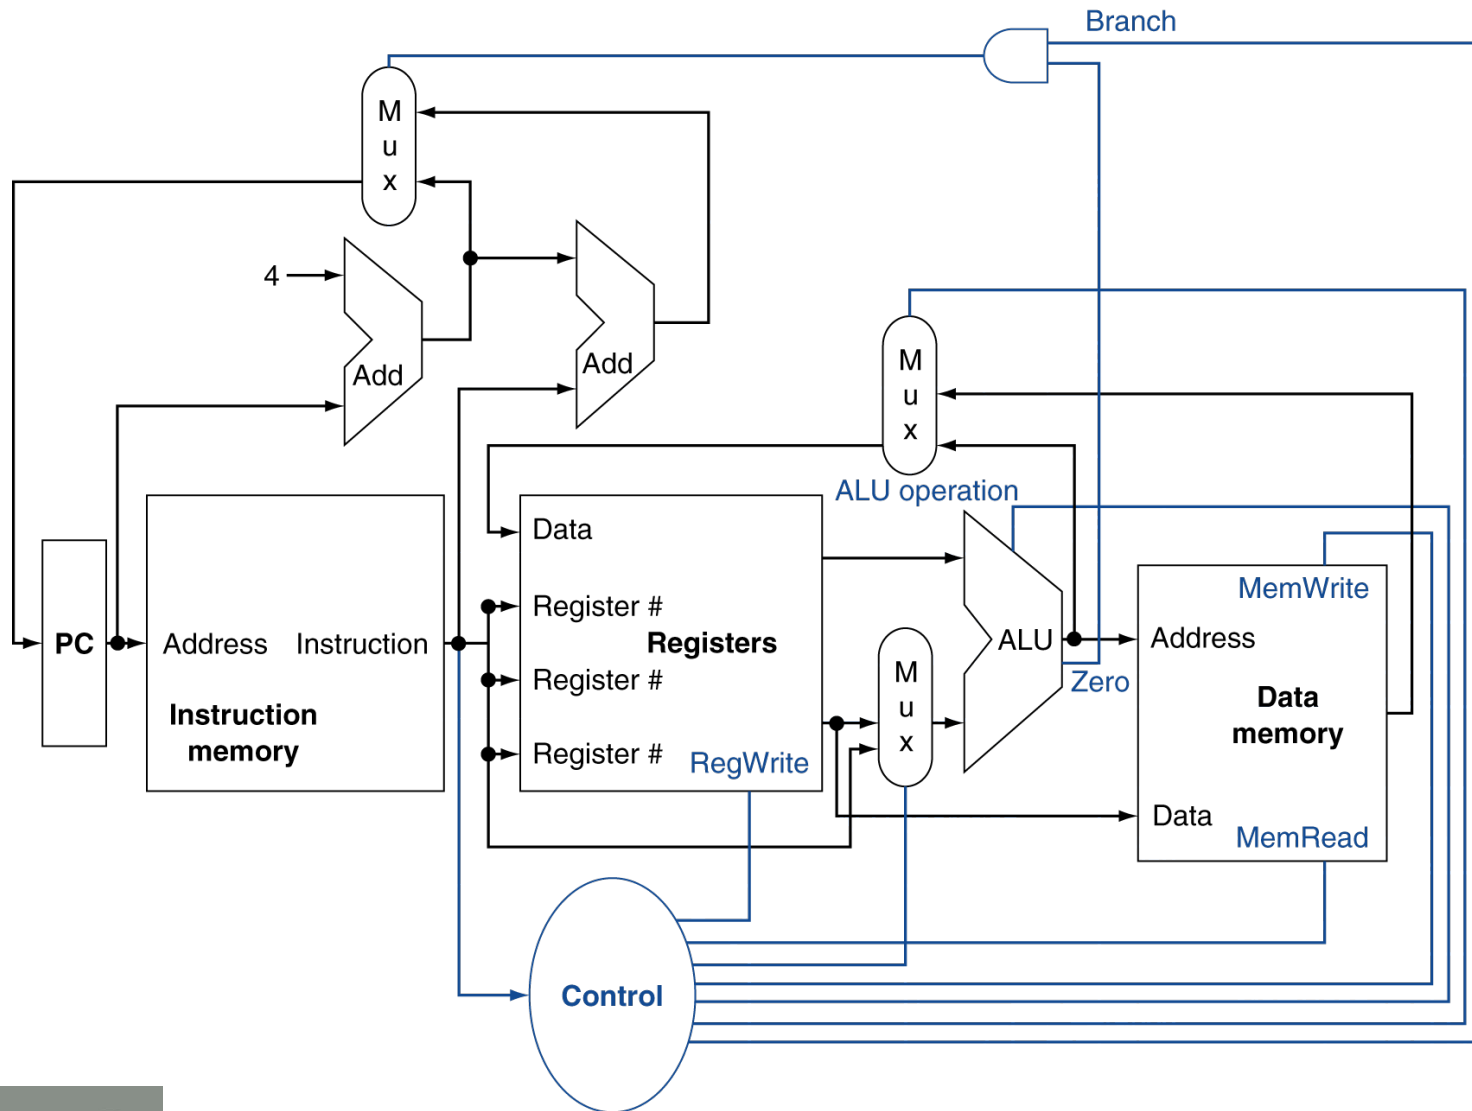 Branch
M
u
x
4
Add
Add
M
u
x
ALU operation
Data
Register #
Registers
Register #
Register #
RegWrite
PC
Address
Instruction
Instruction
memory
M
u
x
ALU
Zero
MemWrite
Address
Data
memory
Data
MemRead
Control